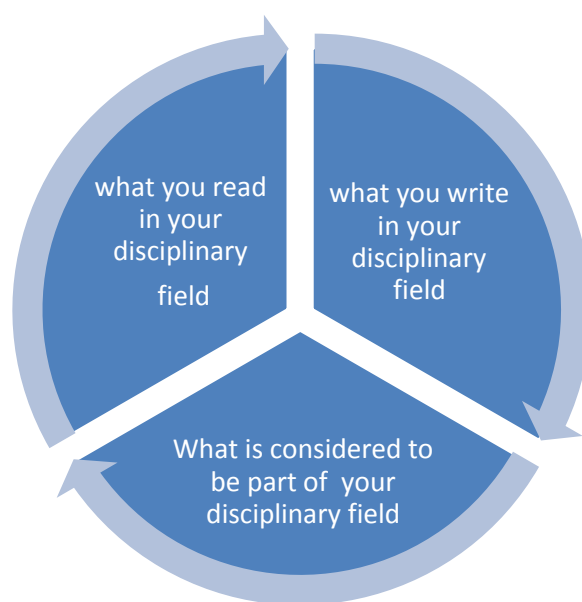 what you read
in your
disciplinary
field
what you write
in your
disciplinary
field
What is considered to
be part of  your
disciplinary field